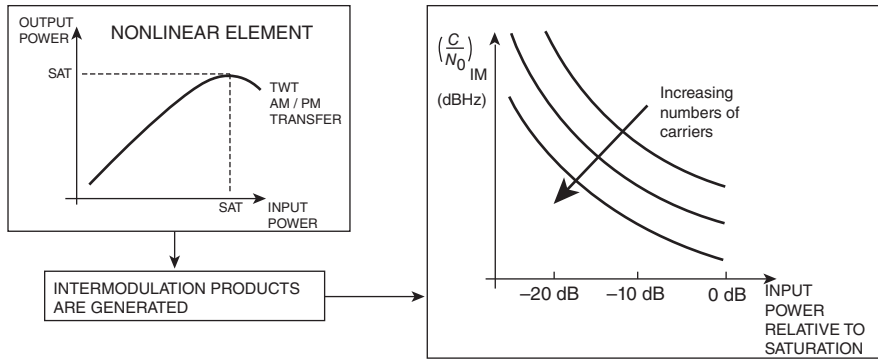 OUTPUT
POWER
NONLINEAR ELEMENT
SAT
TWT
AM / PM
TRANSFER
SAT
INPUT
POWER
INTERMODULATION PRODUCTS
ARE GENERATED
(C/N0)IM
(dBHz)
Increasing
numbers of
carriers
–20 dB
–10 dB
0 dB
INPUT
POWER
RELATIVE TO
SATURATION